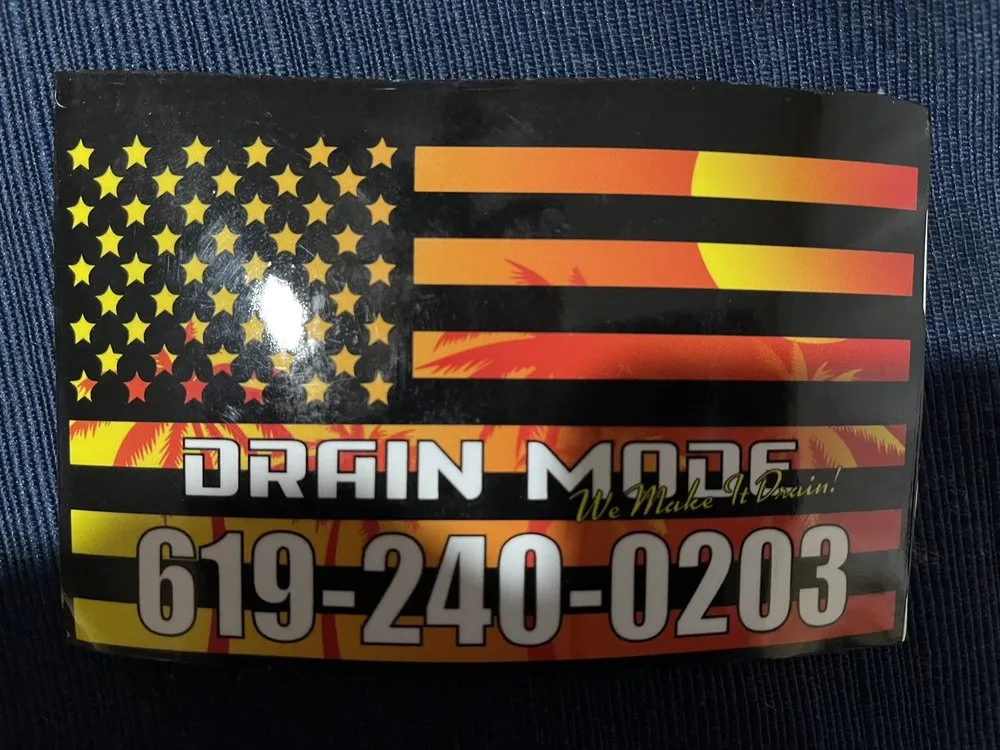 DRAIN MODE
We Make It Drain!
619-240-0203